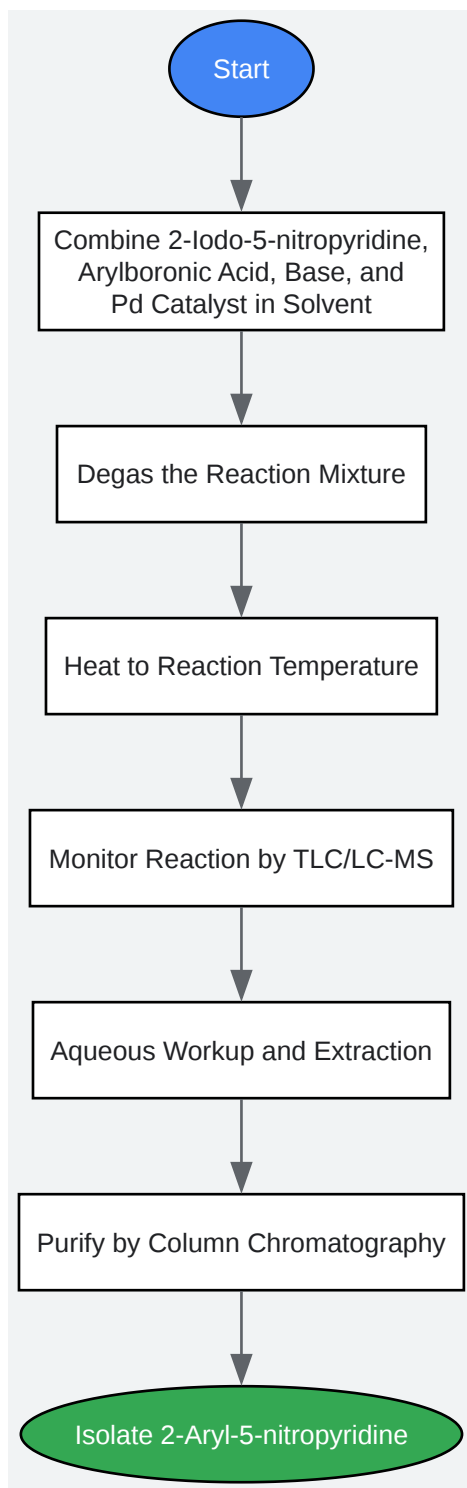 Start
Combine 2-Iodo-5-nitropyridine,
Arylboronic Acid, Base, and
Pd Catalyst in Solvent
Degas the Reaction Mixture
Heat to Reaction Temperature
Monitor Reaction by TLC/LC-MS
Aqueous Workup and Extraction
Purify by Column Chromatography
Isolate 2-Aryl-5-nitropyridine